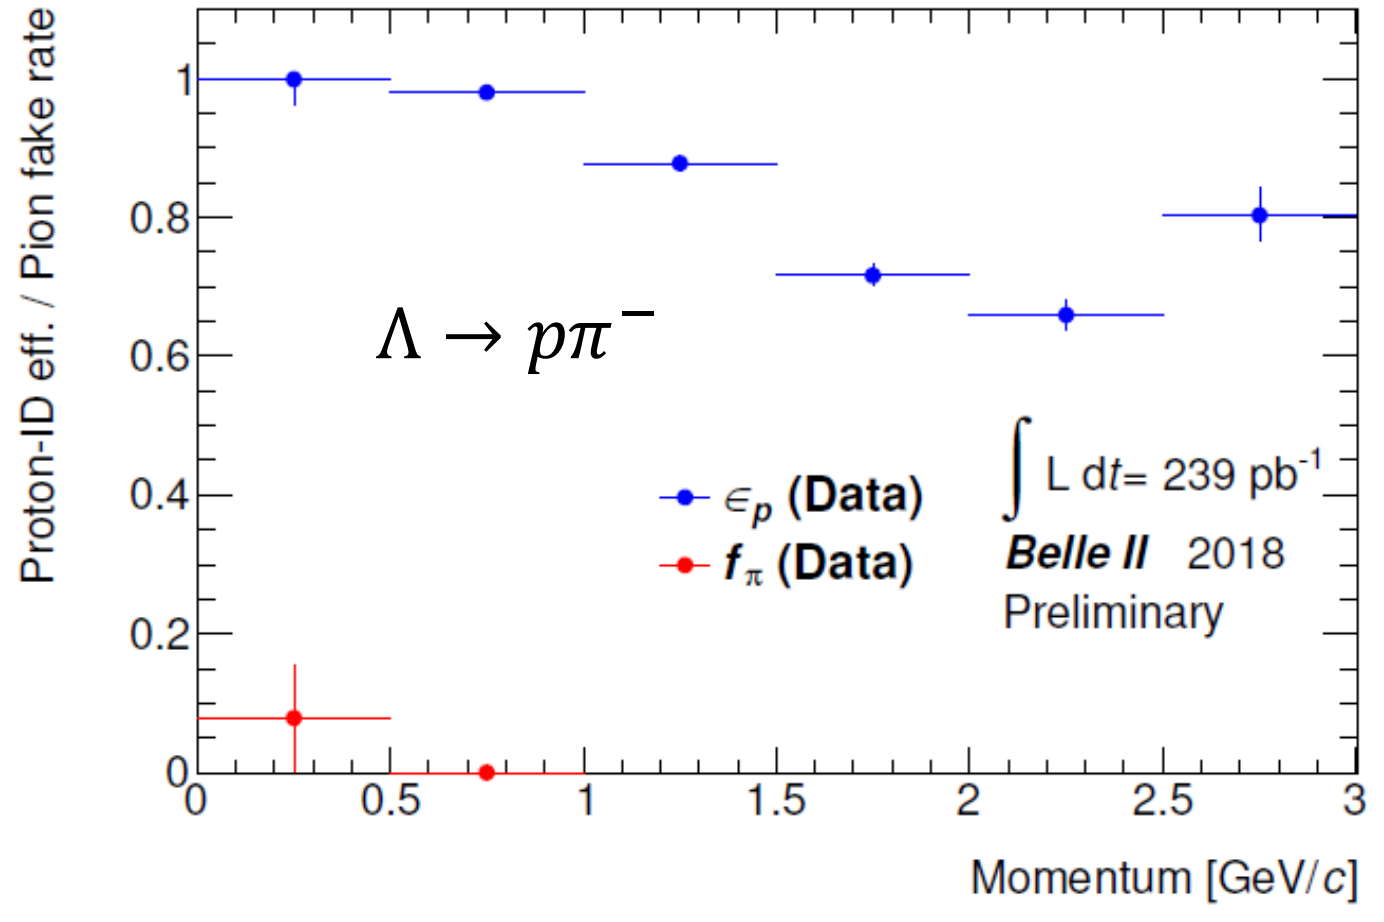 Proton-ID eff. / Pion fake rate
1
0.8
0.6
0.4
0.2
0
Λ → pπ⁻
∈p (Data)
fπ (Data)
∫ L dt= 239 pb⁻¹
Belle II 2018
Preliminary
0 0.5 1 1.5 2 2.5 3
Momentum [GeV/c]